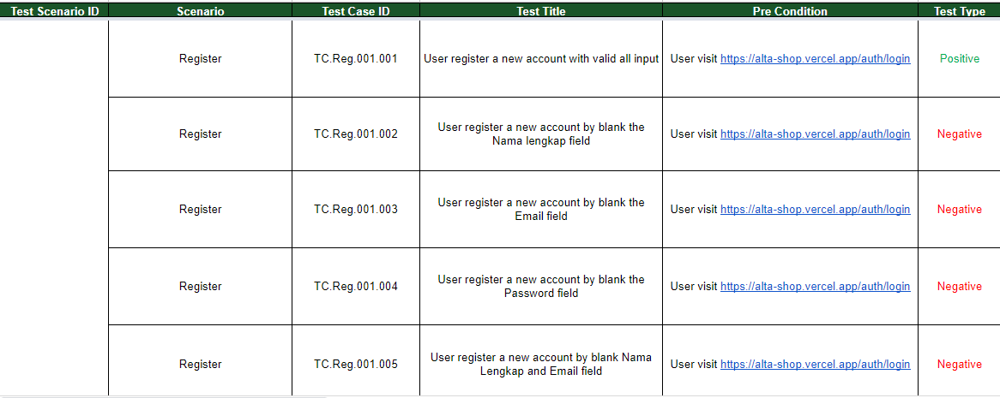 Test Scenario ID Scenario Test Case ID Test Title Pre Condition Test Type
Register TC.Reg.001.001 User register a new account with valid all input User visit https://alta-shop.vercel.app/auth/login Positive
Register TC.Reg.001.002 User register a new account by blank the
Nama lengkap field User visit https://alta-shop.vercel.app/auth/login Negative
Register TC.Reg.001.003 User register a new account by blank the
Email field User visit https://alta-shop.vercel.app/auth/login Negative
Register TC.Reg.001.004 User register a new account by blank the
Password field User visit https://alta-shop.vercel.app/auth/login Negative
Register TC.Reg.001.005 User register a new account by blank Nama
Lengkap and Email field User visit https://alta-shop.vercel.app/auth/login Negative